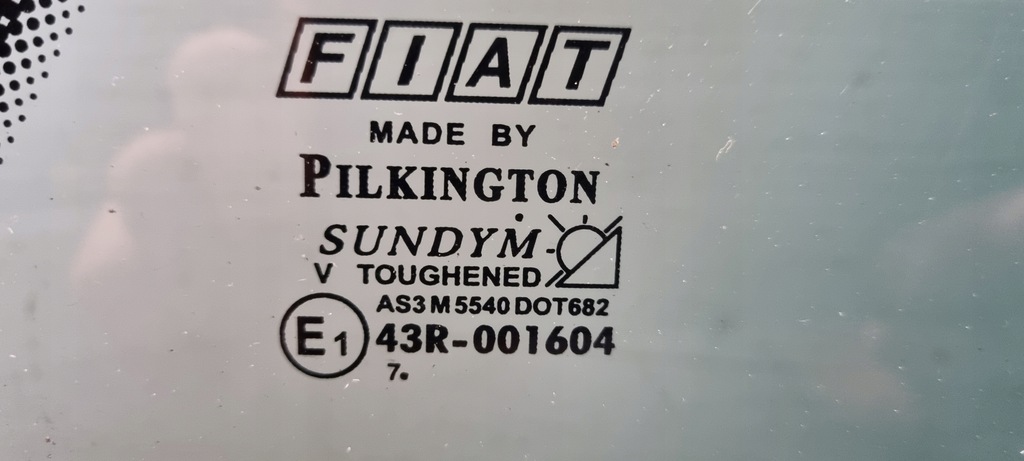 FIAT
MADE BY
PILKINGTON
SUNDYM
V TOUGHENED
AS3 M 5540 DOT682
E1 43R-001604
7.